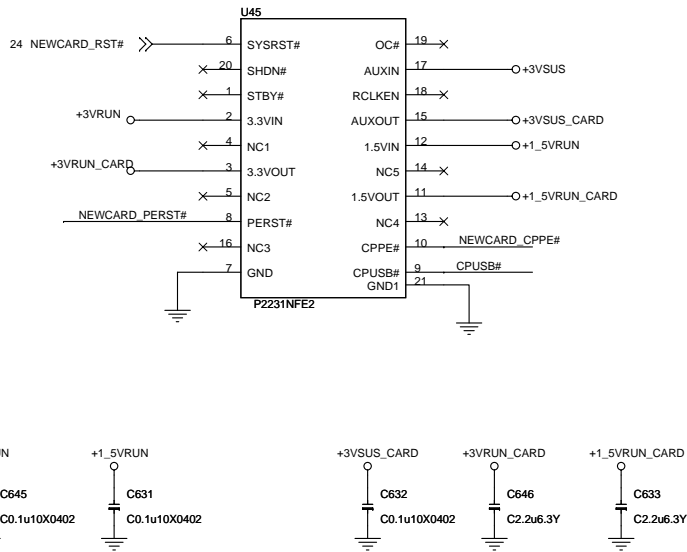 U45
24 NEWCARD_RST# 6 SYSRST# OC# 19
20 SHDN# AUXIN 17 +3VSUS
1 STBY# RCLKEN 18
+3VRUN 2 3.3VIN AUXOUT 15 +3VSUS_CARD
4 NC1 1.5VIN 12 +1_5VRUN
+3VRUN_CARD 3 3.3VOUT NC5 14
5 NC2 1.5VOUT 11 +1_5VRUN_CARD
NEWCARD_PERST# 8 PERST# NC4 13
16 NC3 CPPE# 10 NEWCARD_CPPE#
7 GND CPUSB# 9 CPUSB#
GND1 21
P2231NFE2
UN +1_5VRUN +3VSUS_CARD +3VRUN_CARD +1_5VRUN_CARD
C645 C631 C632 C646 C633
C0.1u10X0402 C0.1u10X0402 C0.1u10X0402 C2.2u6.3Y C2.2u6.3Y